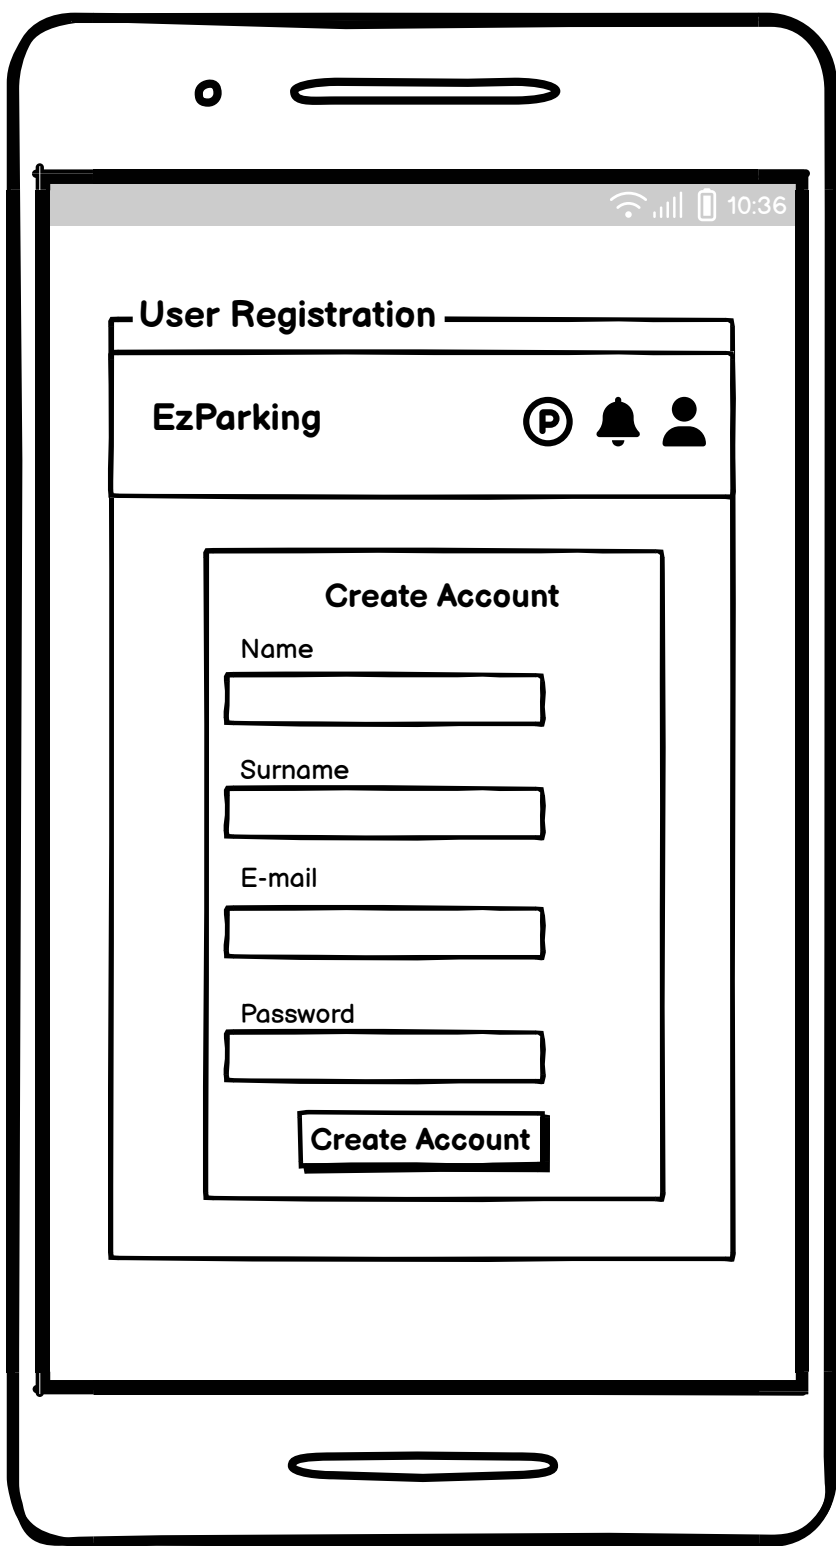 10:36
User Registration
EzParking
P
Create Account
Name
Surname
E-mail
Password
Create Account